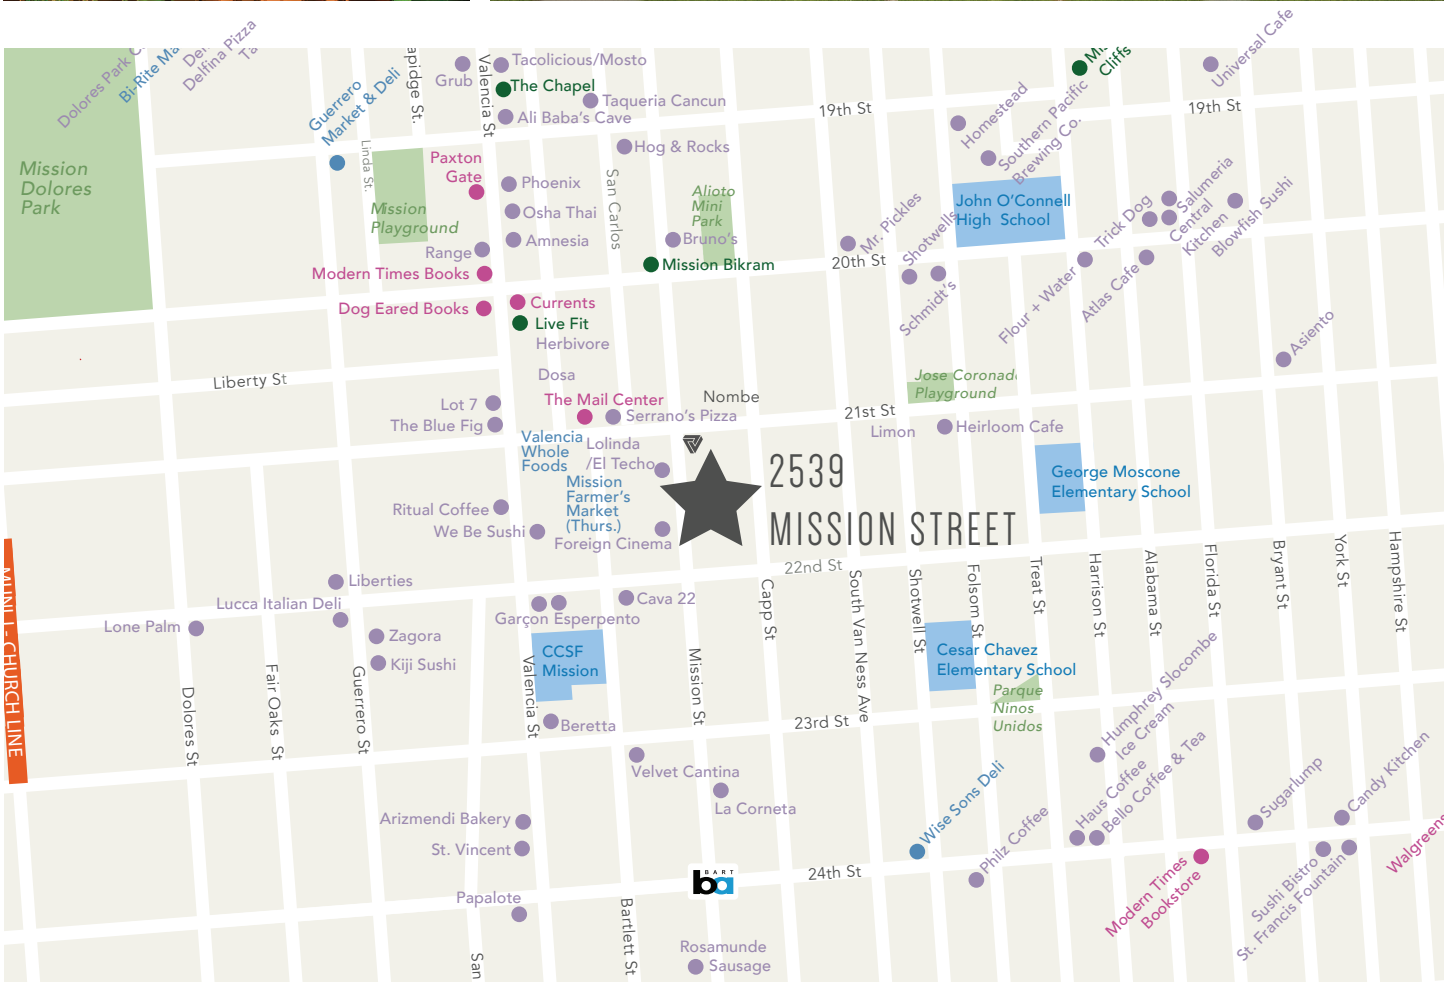 Dolores Park C
Bi-Rite Ma
Delfina Pizza
Guerrero
Market & Deli
Linda St.
apidge St.
Grub
Valencia St
Tacolicious/Mosto
The Chapel
Taqueria Cancun
Ali Baba's Cave
Hog & Rocks
19th St
Homestead
Southern Pacific
Brewing Co.
Cliffs
Universal Cafe
19th St
Mission
Dolores
Park
Paxton
Gate
Mission
Playground
Phoenix
Osha Thai
Amnesia
Range
San Carlos
Alioto
Mini
Park
Bruno's
Mission Bikram
Modern Times Books
Dog Eared Books
Currents
Live Fit
Herbivore
Mr. Pickles
Shotwells
Schmidt's
20th St
John O'Connell
High School
Trick Dog
Salumeria
Central
Kitchen
Blowfish Sushi
Flour + Water
Atlas Cafe
Asiento
Liberty St
Dosa
The Mail Center
Serrano's Pizza
Nombe
Lot 7
The Blue Fig
21st St
Limon
Heirloom Cafe
Jose Coronad
Playground
Valencia
Whole
Foods
Lolinda
/El Techo
Mission
Farmer's
Market
(Thurs.)
Foreign Cinema
Ritual Coffee
We Be Sushi
2539
MISSION STREET
George Moscone
Elementary School
22nd St
MUNI J - CHURCH LINE
Liberties
Lucca Italian Deli
Lone Palm
Zagora
Kiji Sushi
Garçon Esperpento
Cava 22
CCSF
Mission
Beretta
Dolores St
Fair Oaks St
Guerrero St
Valencia St
Mission St
Capp St
South Van Ness Ave
Shotwell St
Folsom St
Treat St
Harrison St
Alabama St
Florida St
Bryant St
York St
Hampshire St
Cesar Chavez
Elementary School
Parque
Ninos
Unidos
23rd St
Velvet Cantina
La Corneta
Humphrey Slocombe
Ice Cream
Haus Coffee
Bello Coffee & Tea
Wise Sons Deli
Philz Coffee
Sugarlump
Candy Kitchen
Walgreens
Arizmendi Bakery
St. Vincent
Papalote
BART
ba
24th St
Modern Times
Bookstore
Sushi Bistro
St. Francis Fountain
San
Bartlett St
Rosamunde
Sausage